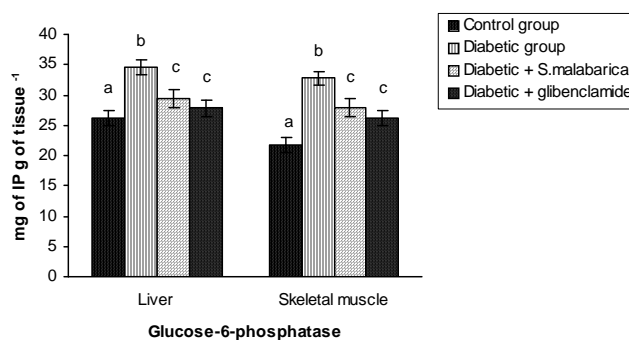 Control group
Diabetic group
Diabetic + S.malabarica
Diabetic + glibenclamide
mg of IP g of tissue -1
40
35
30
25
20
15
10
5
0
a
b
c
c
a
b
c
c
Liver
Skeletal muscle
Glucose-6-phosphatase